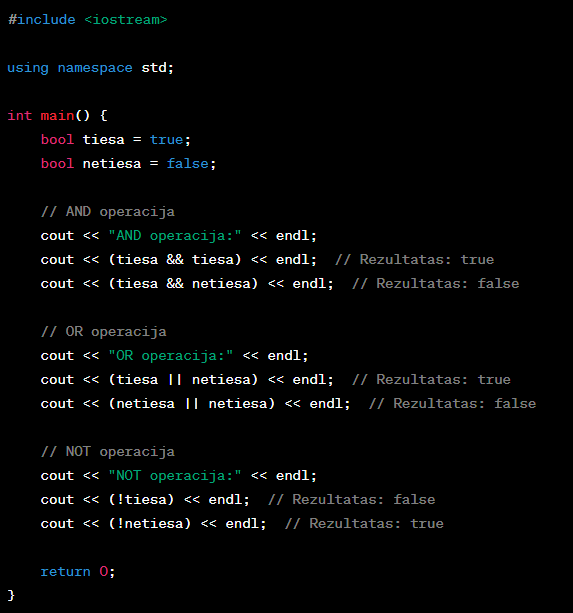 #include <iostream>

using namespace std;

int main() {
    bool tiesa = true;
    bool netiesa = false;

    // AND operacija
    cout << "AND operacija:" << endl;
    cout << (tiesa && tiesa) << endl;  // Rezultatas: true
    cout << (tiesa && netiesa) << endl;  // Rezultatas: false

    // OR operacija
    cout << "OR operacija:" << endl;
    cout << (tiesa || netiesa) << endl;  // Rezultatas: true
    cout << (netiesa || netiesa) << endl;  // Rezultatas: false

    // NOT operacija
    cout << "NOT operacija:" << endl;
    cout << (!tiesa) << endl;  // Rezultatas: false
    cout << (!netiesa) << endl;  // Rezultatas: true

    return 0;
}